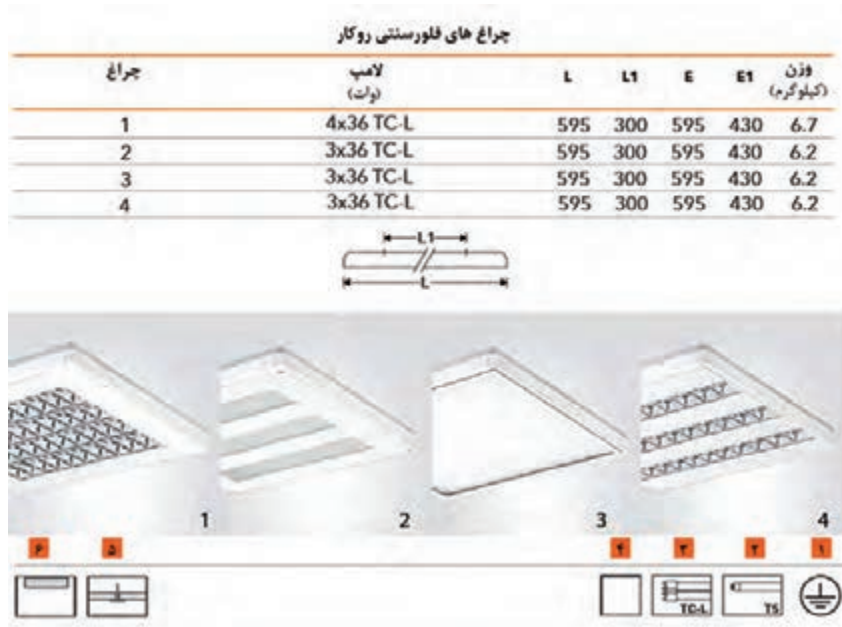 چراغ های فلورسنتی روکار
چراغ لامپ L L1 E E1 وزن
(وات) (کیلوگرم)
1 4x36 TC-L 595 300 595 430 6.7
2 3x36 TC-L 595 300 595 430 6.2
3 3x36 TC-L 595 300 595 430 6.2
4 3x36 TC-L 595 300 595 430 6.2
L1
L
1 2 3 4
۶ ۵ ۴ ۳ ۲ ۱
TC-L T5